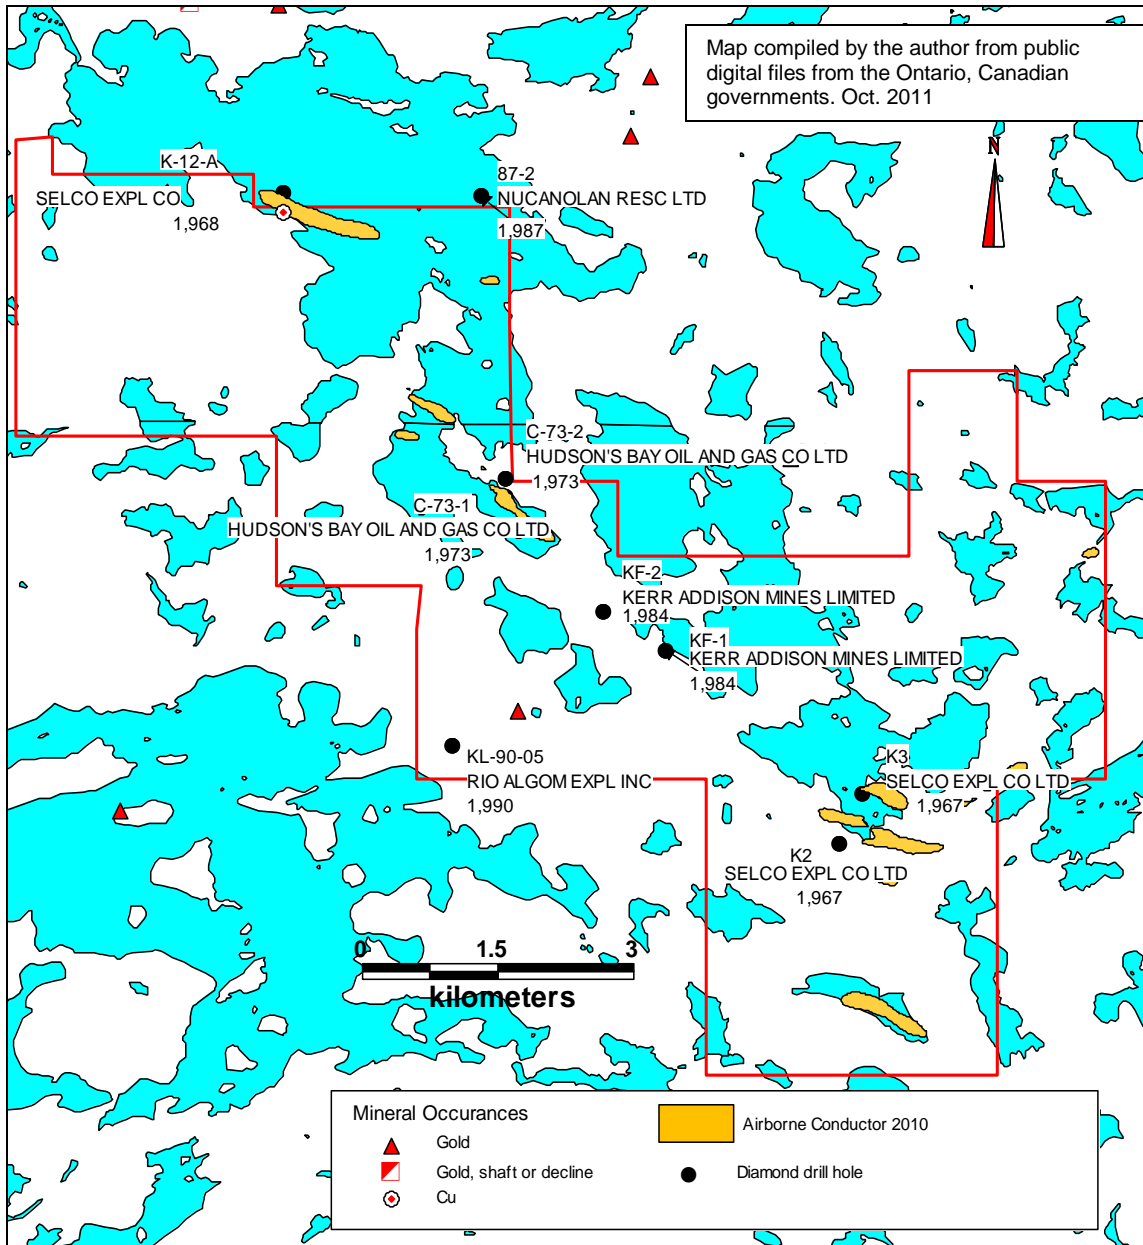 Map compiled by the author from public
digital files from the Ontario, Canadian
governments. Oct. 2011
N
K-12-A
SELCO EXPL CO
1,968
87-2
NUCANOLAN RESC LTD
1,987
C-73-2
HUDSON'S BAY OIL AND GAS CO LTD
1,973
C-73-1
HUDSON'S BAY OIL AND GAS CO LTD
1,973
KF-2
KERR ADDISON MINES LIMITED
1,984
KF-1
KERR ADDISON MINES LIMITED
1,984
KL-90-05
RIO ALGOM EXPL INC
1,990
K3
SELCO EXPL CO LTD
1,967
K2
SELCO EXPL CO LTD
1,967
0 1.5 3
kilometers
Mineral Occurances
Gold
Gold, shaft or decline
Cu
Airborne Conductor 2010
Diamond drill hole